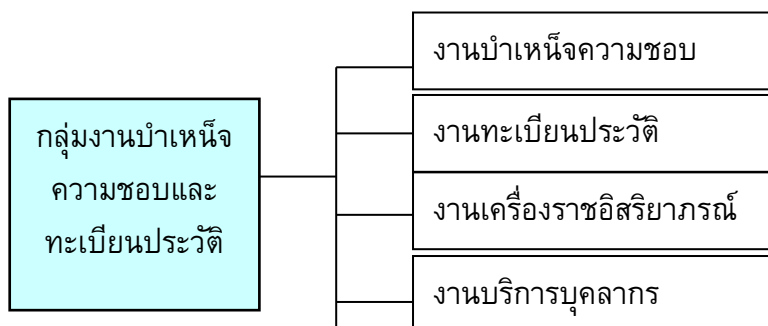 กลุ่มงานบำเหน็จ
ความชอบและ
ทะเบียนประวัติ
งานบำเหน็จความชอบ
งานทะเบียนประวัติ
งานเครื่องราชอิสริยาภรณ์
งานบริการบุคลากร